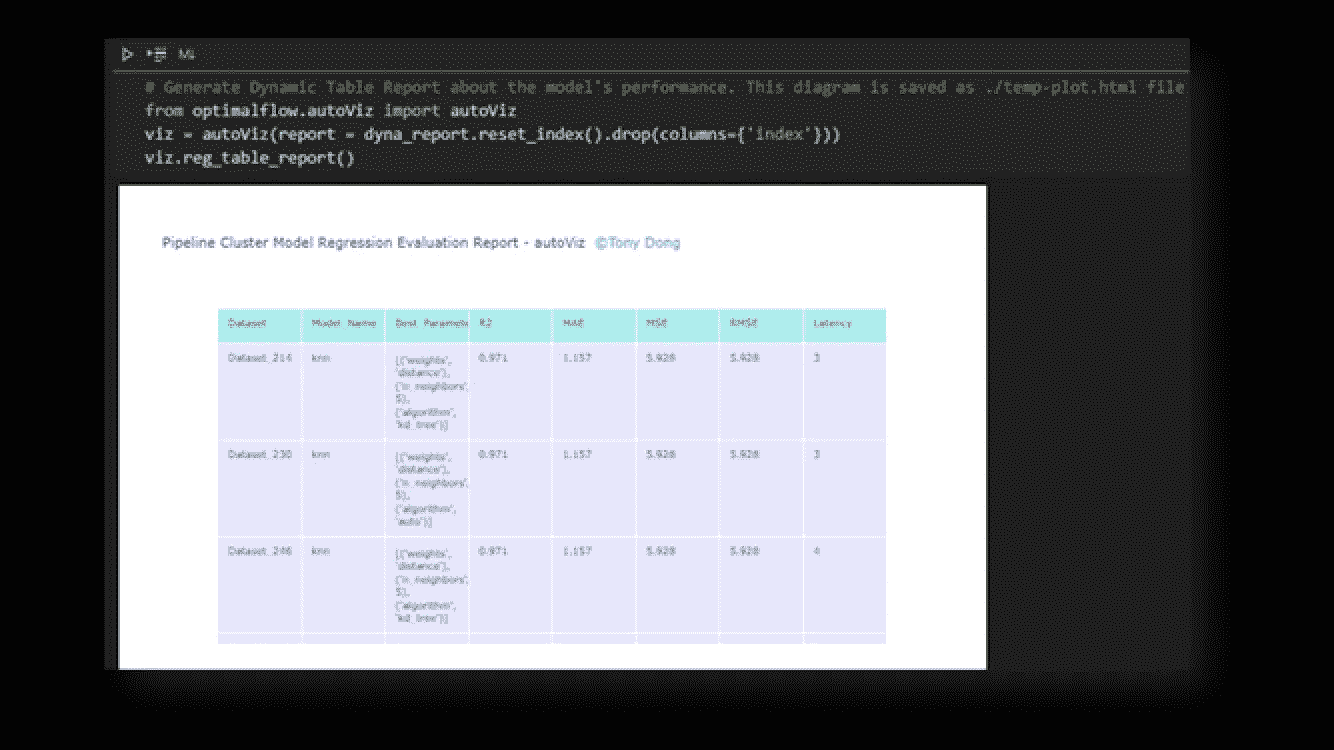 # Generate Dynamic Table Report about the model's performance. This diagram is saved as ./temp-plot.html file
from optimalflow.autoViz import autoViz
viz = autoViz(report = dyna_report.reset_index().drop(columns={'index'}))
viz.reg_table_report()
Pipeline Cluster Model Regression Evaluation Report - autoViz ©Tony Dong
Dataset Model Name Best Paramete R2 MAE MSE RMSE Latency
Dataset_214 knn 0.971 1.157 5.928 5.928 3
[('weights',
'distance'),
('n_neighbors',
5),
('algorithm',
'kd_tree')]
Dataset_230 knn 0.971 1.157 5.928 5.928 3
[('weights',
'distance'),
('n_neighbors',
5),
('algorithm',
'auto')]
Dataset_246 knn 0.971 1.157 5.928 5.928 4
[('weights',
'distance'),
('n_neighbors',
5),
('algorithm',
'kd_tree')]